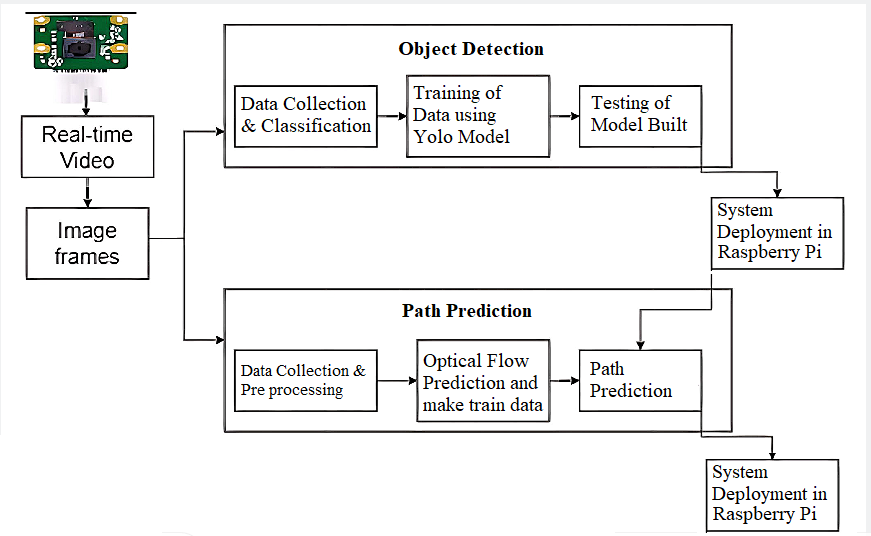 Real-time
Video
Image
frames
Object Detection
Data Collection
& Classification
Training of
Data using
Yolo Model
Testing of
Model Built
System
Deployment in
Raspberry Pi
Path Prediction
Data Collection &
Pre processing
Optical Flow
Prediction and
make train data
Path
Prediction
System
Deployment in
Raspberry Pi